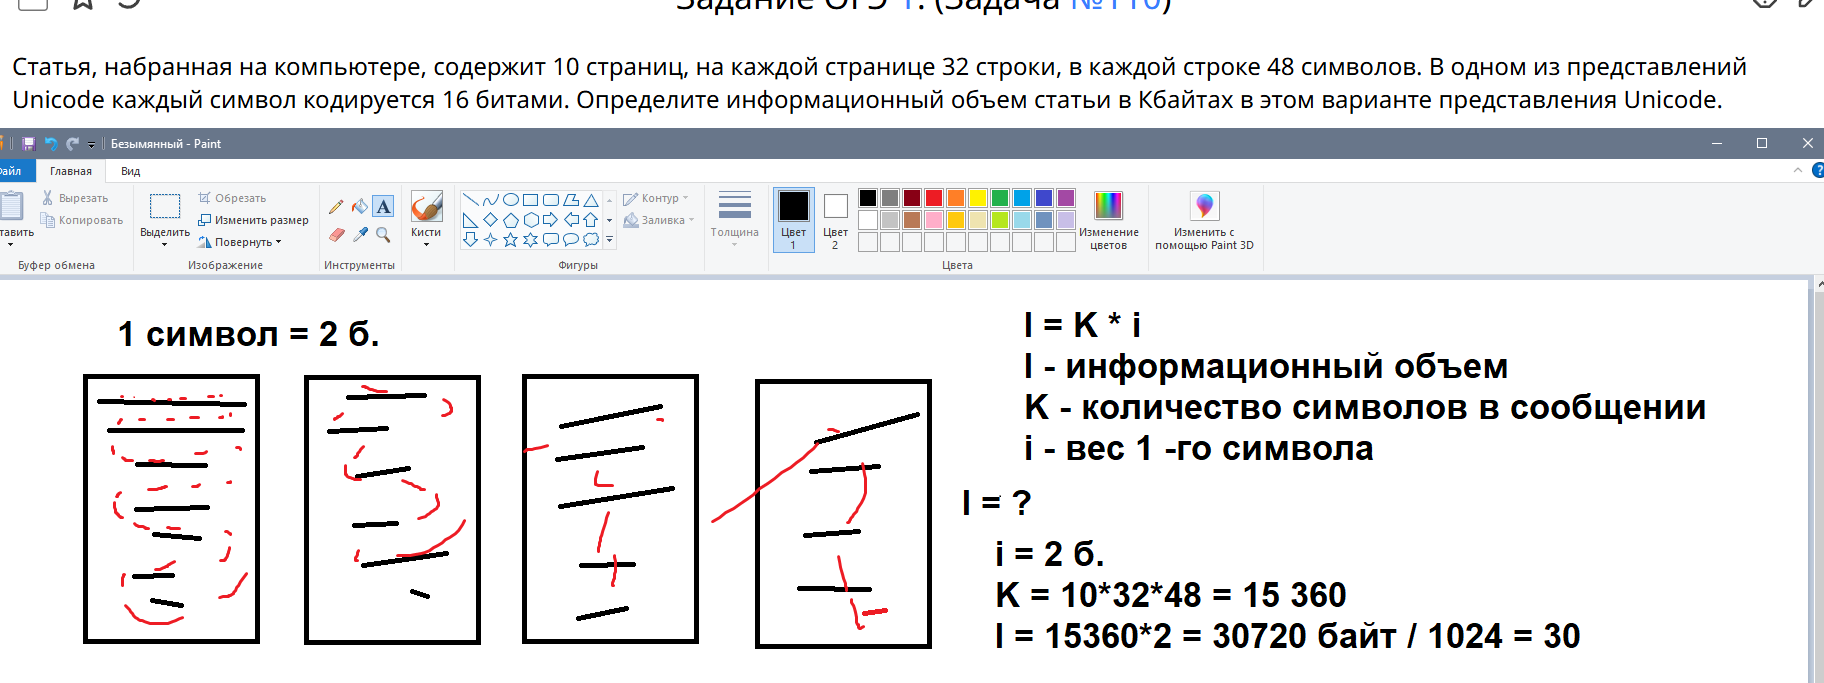 Задание ОГЭ 1. (Задача №110)
Статья, набранная на компьютере, содержит 10 страниц, на каждой странице 32 строки, в каждой строке 48 символов. В одном из представлений
Unicode каждый символ кодируется 16 битами. Определите информационный объем статьи в Кбайтах в этом варианте представления Unicode.
Безымянный - Paint
Файл Главная Вид
Вырезать
Копировать
Вставить
Буфер обмена
Выделить
Обрезать
Изменить размер
Повернуть
Изображение
Инструменты
Кисти
Контур
Заливка
Фигуры
Толщина
Цвет 1
Цвет 2
Цвета
Изменение цветов
Изменить с помощью Paint 3D
1 символ = 2 б.
I = K * i
I - информационный объем
K - количество символов в сообщении
i - вес 1 -го символа
I = ?
i = 2 б.
K = 10*32*48 = 15 360
I = 15360*2 = 30720 байт / 1024 = 30